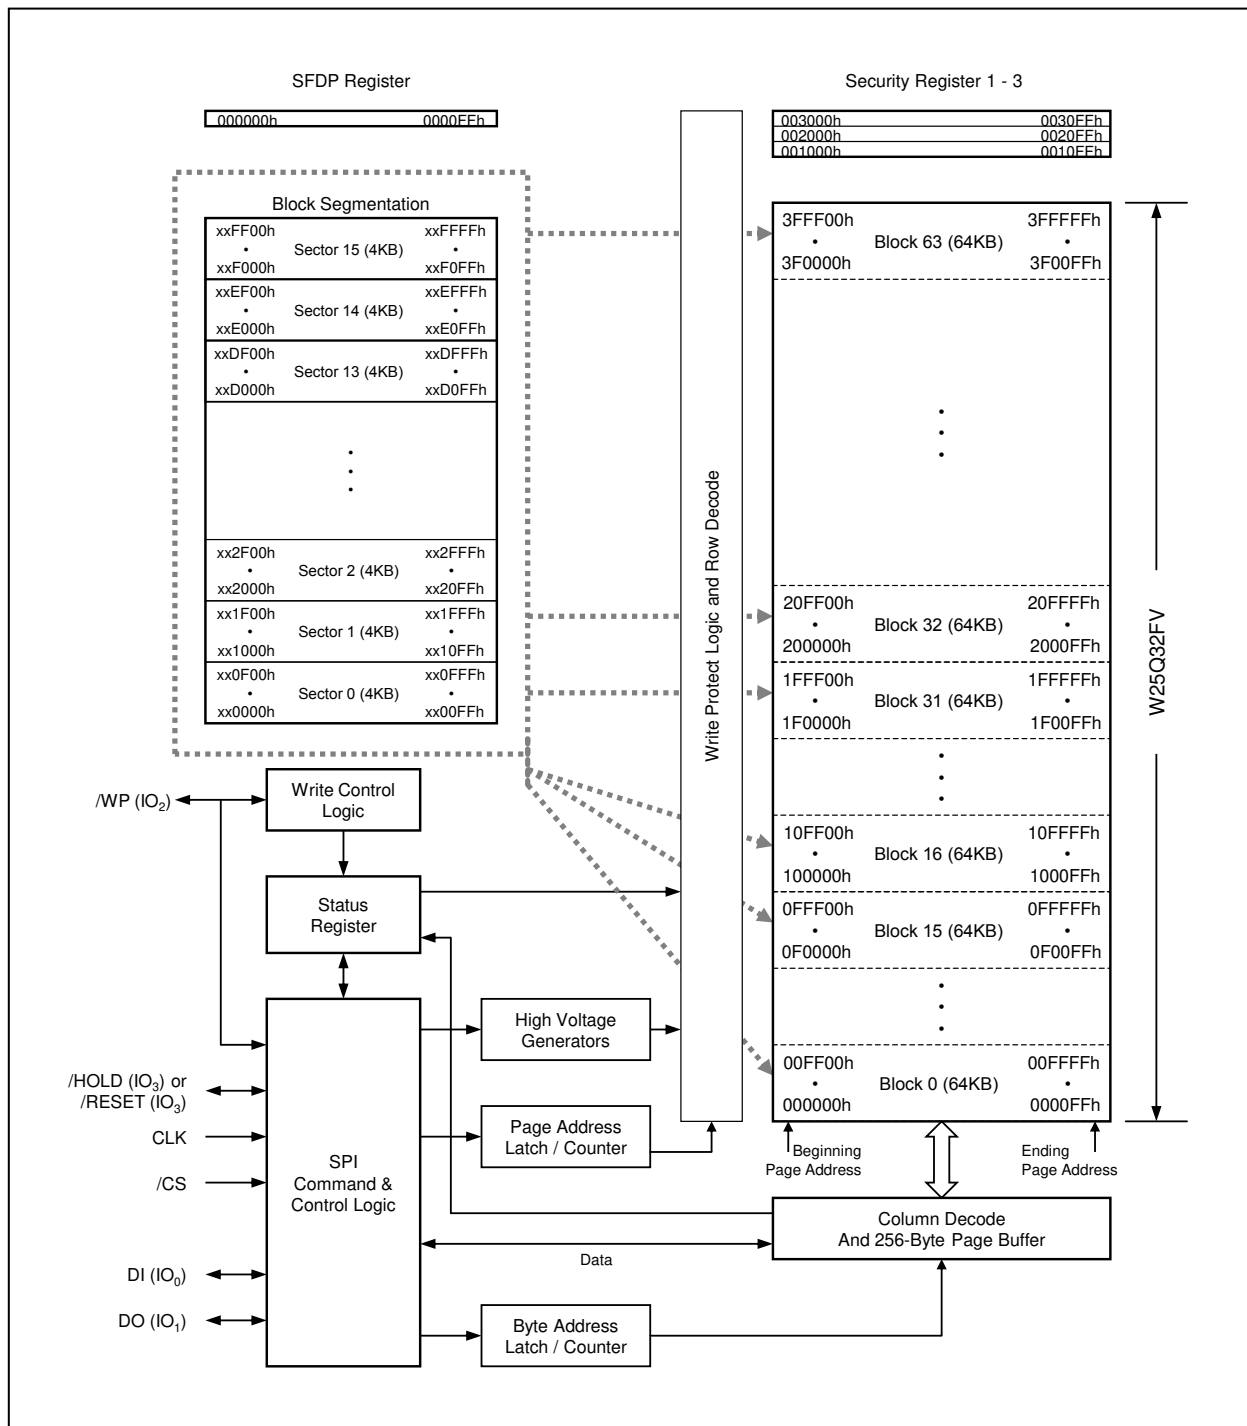 SFDP Register
000000h 0000FFh
Security Register 1 - 3
003000h 0030FFh
002000h 0020FFh
001000h 0010FFh
Block Segmentation
xxFF00h xxFFFFh
• Sector 15 (4KB) •
xxF000h xxF0FFh
xxEF00h xxEFFFh
• Sector 14 (4KB) •
xxE000h xxE0FFh
xxDF00h xxDFFFh
• Sector 13 (4KB) •
xxD000h xxD0FFh
•
•
•
xx2F00h xx2FFFh
• Sector 2 (4KB) •
xx2000h xx20FFh
xx1F00h xx1FFFh
• Sector 1 (4KB) •
xx1000h xx10FFh
xx0F00h xx0FFFh
• Sector 0 (4KB) •
xx0000h xx00FFh
Write Protect Logic and Row Decode
3FFF00h 3FFFFFh
• Block 63 (64KB) •
3F0000h 3F00FFh
•
•
•
20FF00h 20FFFFh
• Block 32 (64KB) •
200000h 2000FFh
1FFF00h 1FFFFFh
• Block 31 (64KB) •
1F0000h 1F00FFh
•
•
•
10FF00h 10FFFFh
• Block 16 (64KB) •
100000h 1000FFh
0FFF00h 0FFFFFh
• Block 15 (64KB) •
0F0000h 0F00FFh
•
•
•
00FF00h 00FFFFh
• Block 0 (64KB) •
000000h 0000FFh
W25Q32FV
Beginning
Page Address
Ending
Page Address
/WP (IO₂)
Write Control
Logic
Status
Register
High Voltage
Generators
/HOLD (IO₃) or
/RESET (IO₃)
CLK
/CS
DI (IO₀)
DO (IO₁)
SPI
Command &
Control Logic
Page Address
Latch / Counter
Column Decode
And 256-Byte Page Buffer
Data
Byte Address
Latch / Counter